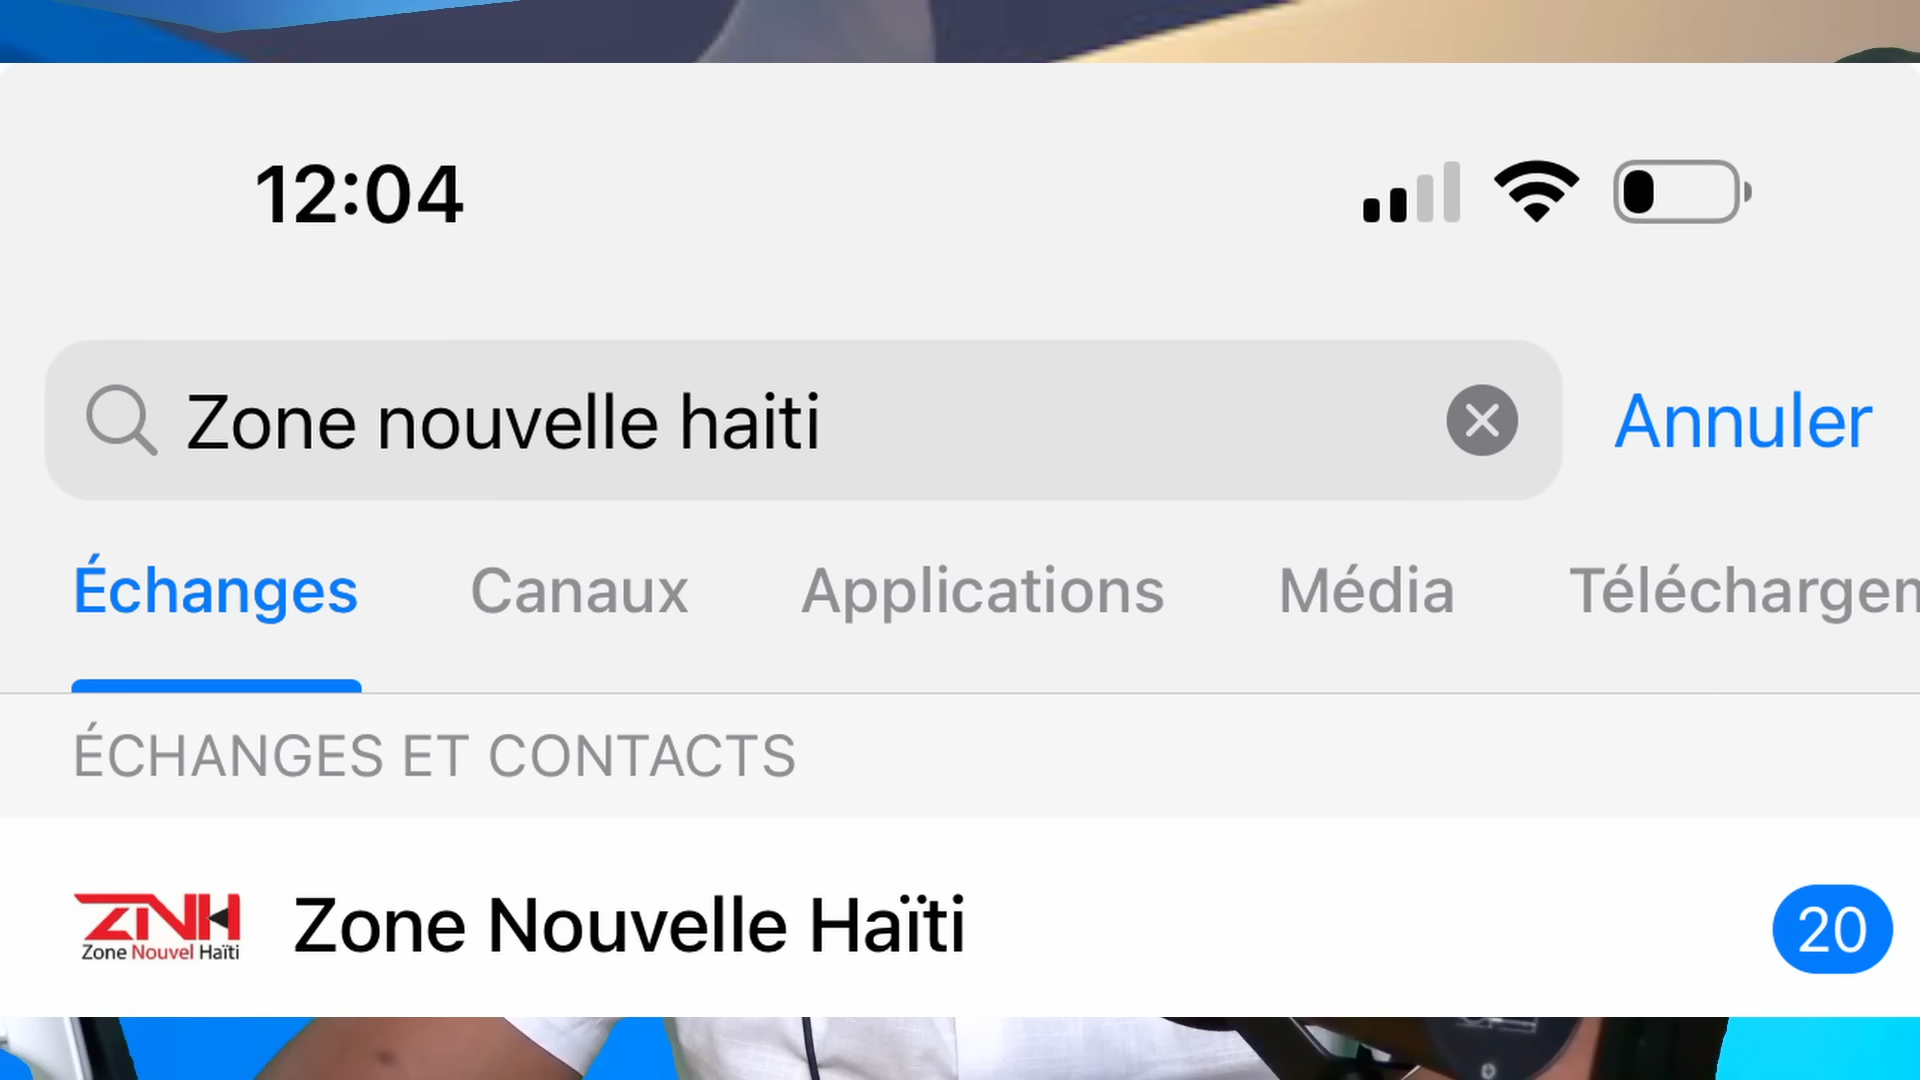 12:04
Zone nouvelle haiti
Annuler
Échanges Canaux Applications Média Téléchargem
ÉCHANGES ET CONTACTS
ZNH
Zone Nouvel Haïti
Zone Nouvelle Haïti
20